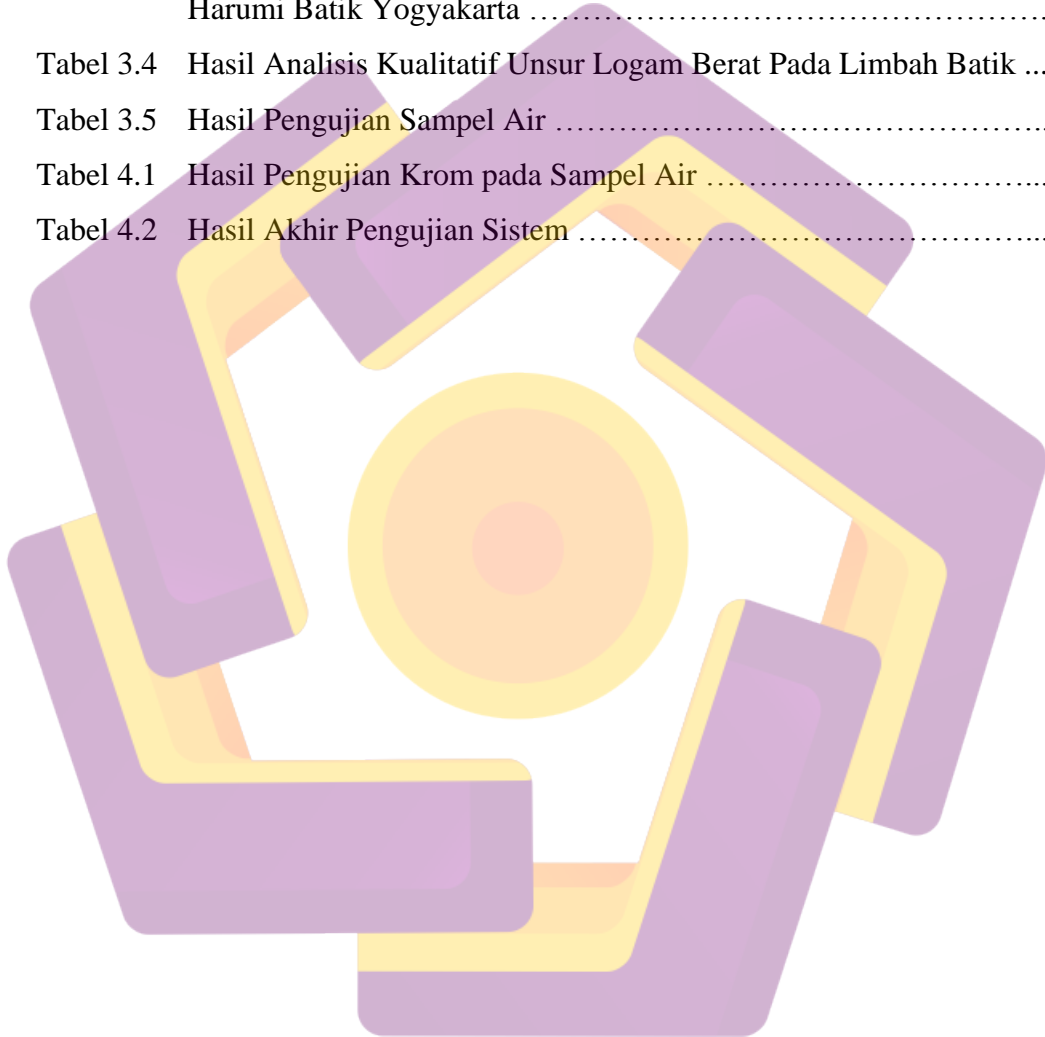 Harumi Batik Yogyakarta ……………………………………………….
Tabel 3.4 Hasil Analisis Kualitatif Unsur Logam Berat Pada Limbah Batik ...
Tabel 3.5 Hasil Pengujian Sampel Air …………………………………………….
Tabel 4.1 Hasil Pengujian Krom pada Sampel Air ……………………………...
Tabel 4.2 Hasil Akhir Pengujian Sistem …………………………………………...